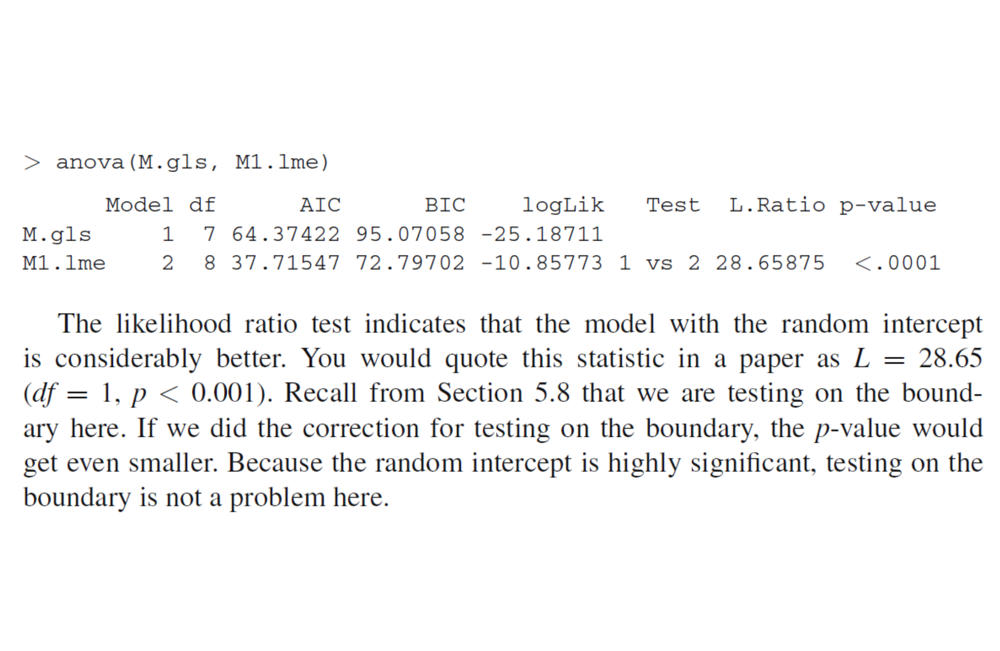 > anova(M.gls, M1.lme)
Model df AIC BIC logLik Test L.Ratio p-value
M.gls 1 7 64.37422 95.07058 -25.18711
M1.lme 2 8 37.71547 72.79702 -10.85773 1 vs 2 28.65875 <.0001
The likelihood ratio test indicates that the model with the random intercept
is considerably better. You would quote this statistic in a paper as L = 28.65
(df = 1, p < 0.001). Recall from Section 5.8 that we are testing on the bound-
ary here. If we did the correction for testing on the boundary, the p-value would
get even smaller. Because the random intercept is highly significant, testing on the
boundary is not a problem here.